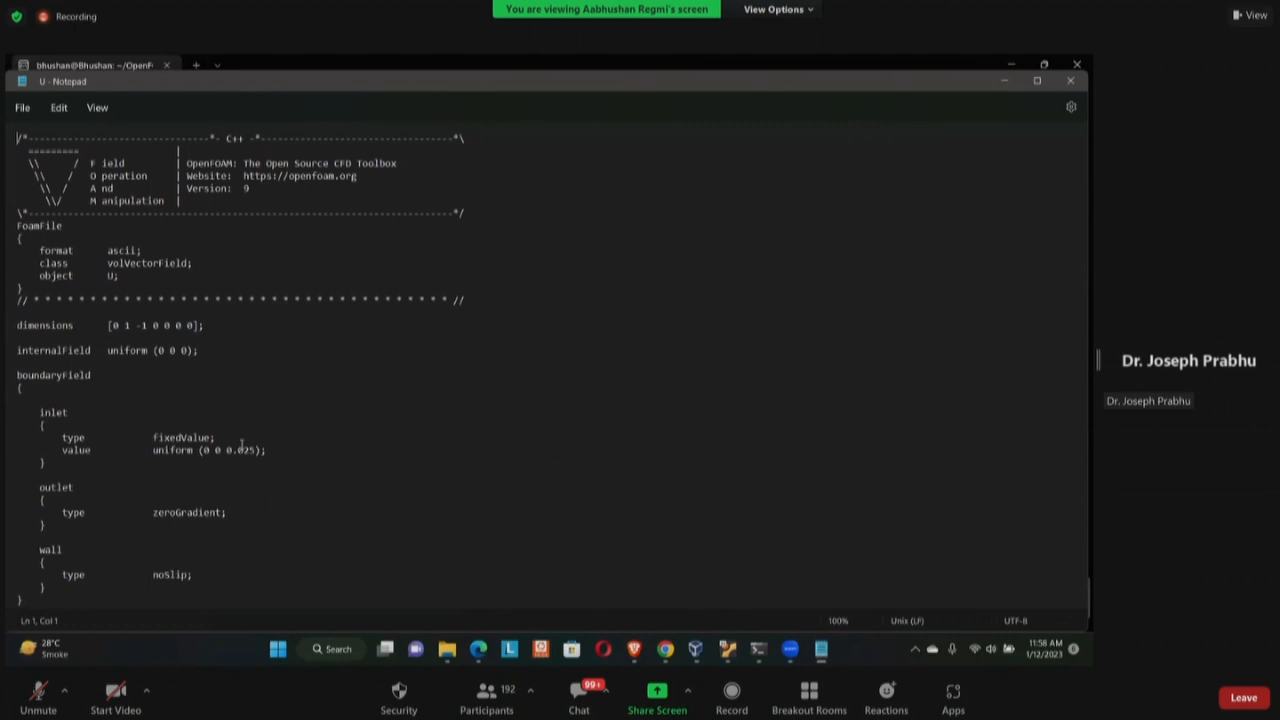 Recording
You are viewing Aabhushan Regmi's screen
View Options
View
bhushan@Bhushan: ~/OpenF
U - Notepad
File Edit View
/*--------------------------------*- C++ -*----------------------------------*\
========= |
\\ / F ield | OpenFOAM: The Open Source CFD Toolbox
\\ / O peration | Website: https://openfoam.org
\\ / A nd | Version: 9
\\/ M anipulation |
\*---------------------------------------------------------------------------*/
FoamFile
{
format ascii;
class volVectorField;
object U;
}
// * * * * * * * * * * * * * * * * * * * * * * * * * * * * * * * * * * * * * //
dimensions [0 1 -1 0 0 0 0];
internalField uniform (0 0 0);
boundaryField
{
inlet
{
type fixedValue;
value uniform (0 0 0.025);
}
outlet
{
type zeroGradient;
}
wall
{
type noSlip;
}
}
Ln 1, Col 1 100% Unix (LF) UTF-8
Dr. Joseph Prabhu
Dr. Joseph Prabhu
28°C
Smoke
Search
11:58 AM
1/12/2023
6
Unmute
Start Video
Security
192
Participants
99+
Chat
Share Screen
Record
Breakout Rooms
Reactions
Apps
Leave